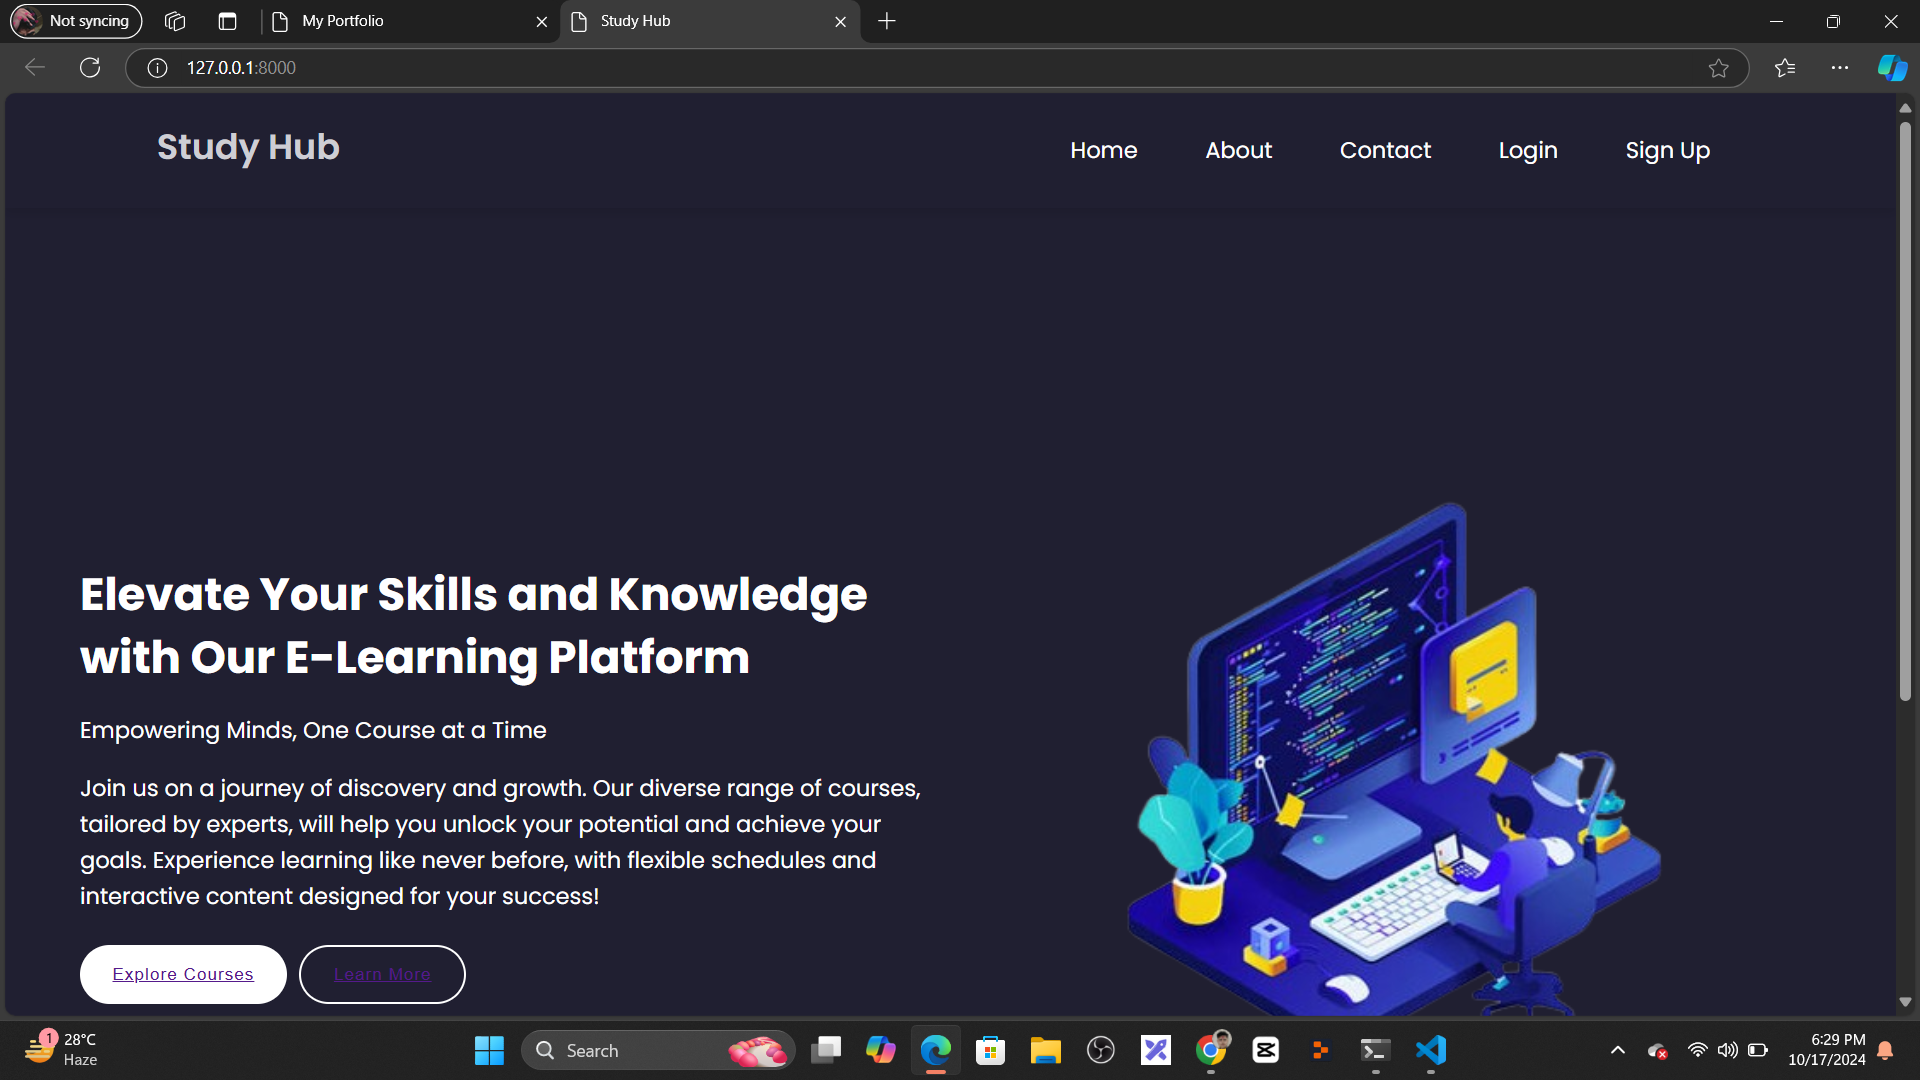 Not syncing
My Portfolio
Study Hub
127.0.0.1:8000
Study Hub
Home
About
Contact
Login
Sign Up
Elevate Your Skills and Knowledge
with Our E-Learning Platform
Empowering Minds, One Course at a Time
Join us on a journey of discovery and growth. Our diverse range of courses,
tailored by experts, will help you unlock your potential and achieve your
goals. Experience learning like never before, with flexible schedules and
interactive content designed for your success!
Explore Courses
Learn More
1
28°C
Haze
Search
6:29 PM
10/17/2024